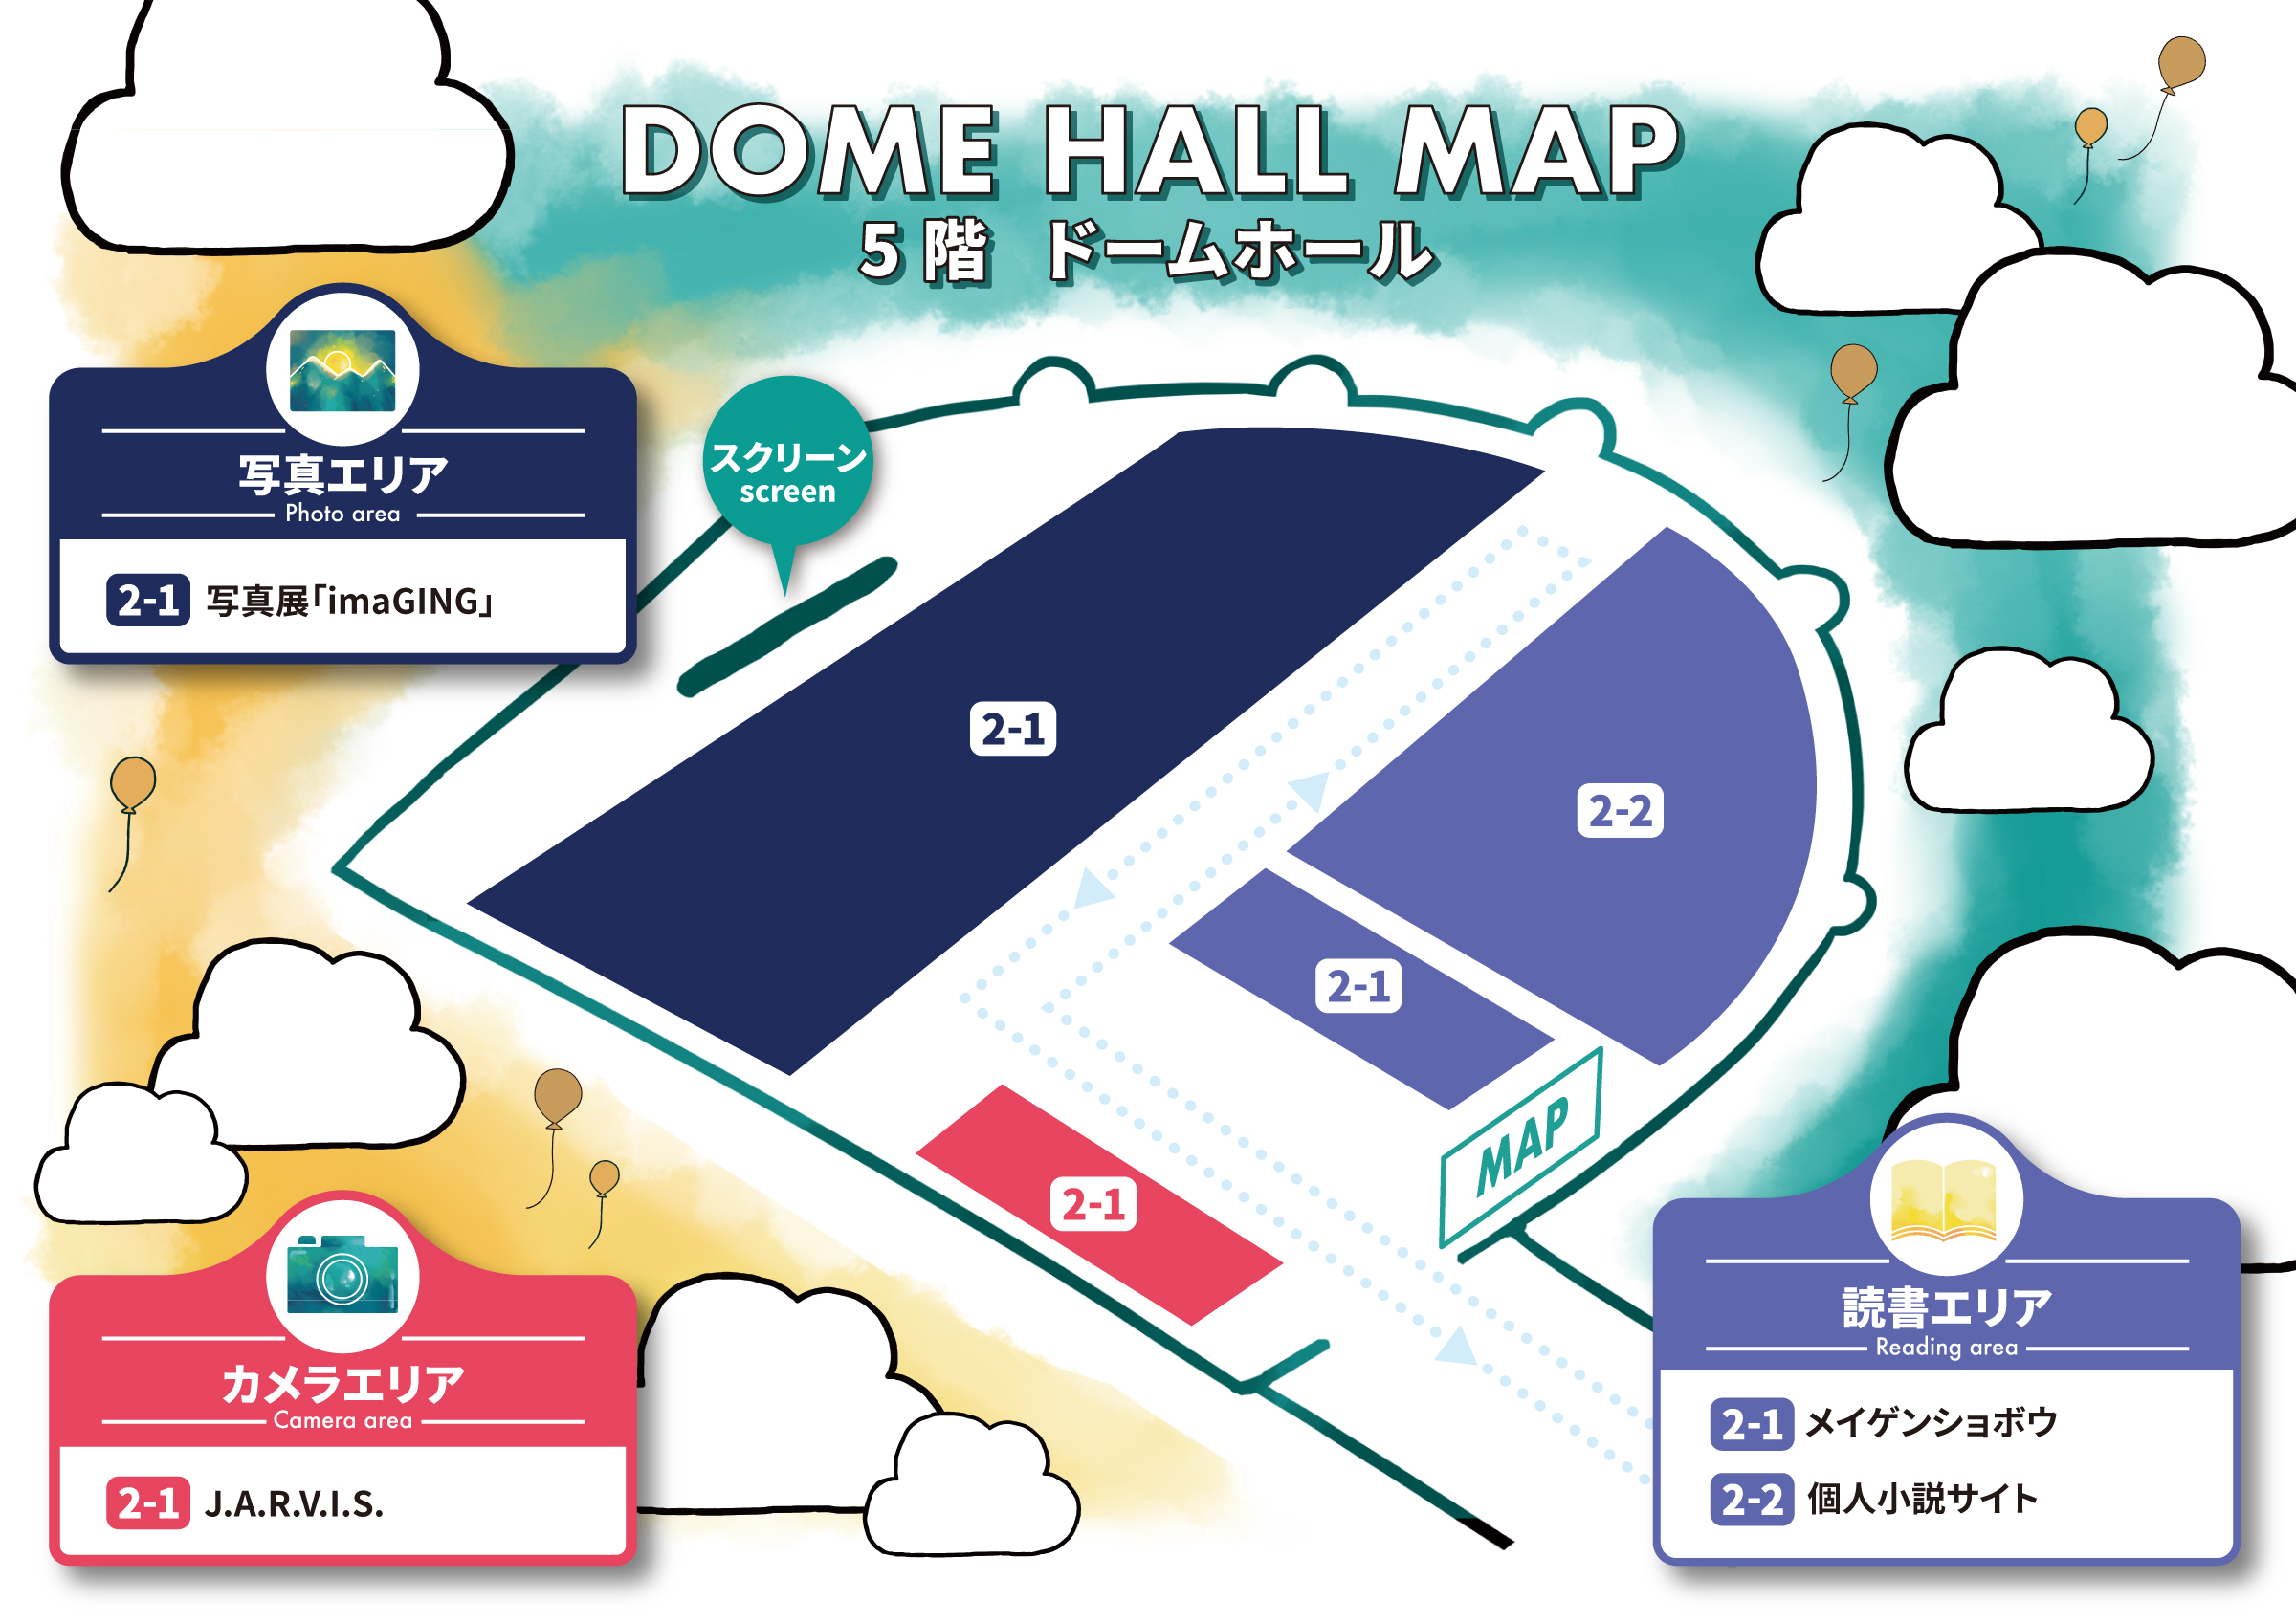 DOME HALL MAP
5階 ドームホール
写真エリア
Photo area
2-1 写真展「imaGING」
スクリーン
screen
2-1
2-2
2-1
2-1
MAP
カメラエリア
Camera area
2-1 J.A.R.V.I.S.
読書エリア
Reading area
2-1 メイゲンショボウ
2-2 個人小説サイト